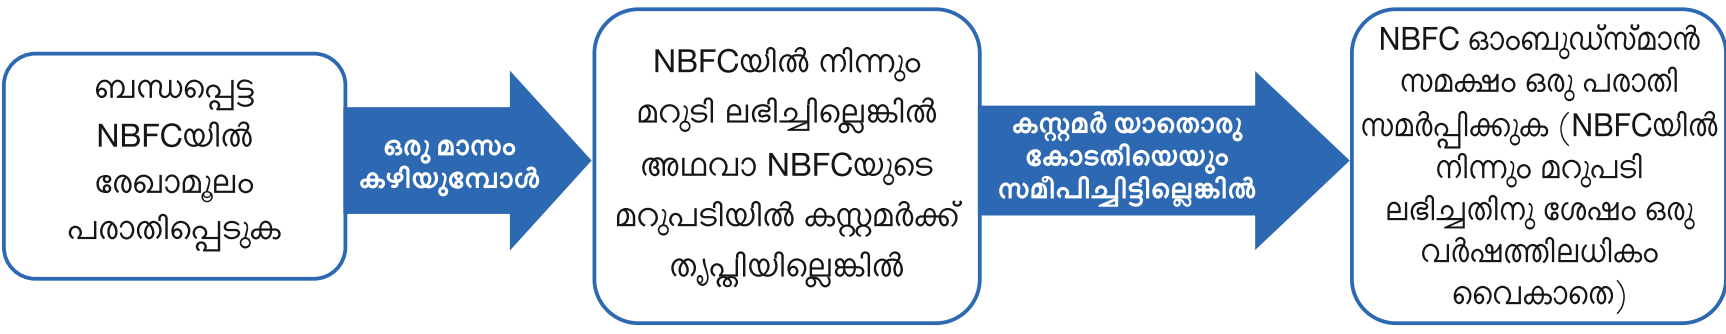 ബന്ധപ്പെട്ട
NBFCയിൽ
രേഖാമൂലം
പരാതിപ്പെടുക
ഒരു മാസം
കഴിയുമ്പോൾ
NBFCയിൽ നിന്നും
മറുടി ലഭിച്ചില്ലെങ്കിൽ
അഥവാ NBFCയുടെ
മറുപടിയിൽ കസ്റ്റമർക്ക്
തൃപ്തിയില്ലെങ്കിൽ
കസ്റ്റമർ യാതൊരു
കോടതിയെയും
സമീപിച്ചിട്ടില്ലെങ്കിൽ
NBFC ഓംബുഡ്സ്മാൻ
സമക്ഷം ഒരു പരാതി
സമർപ്പിക്കുക (NBFCയിൽ
നിന്നും മറുപടി
ലഭിച്ചതിനു ശേഷം ഒരു
വർഷത്തിലധികം
വൈകാതെ)